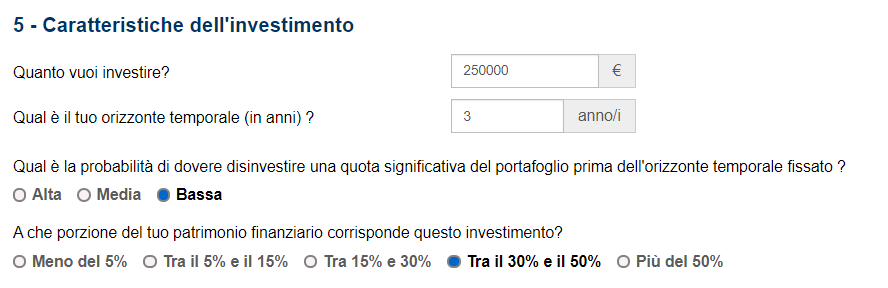 5 - Caratteristiche dell'investimento
Quanto vuoi investire? 250000 €
Qual è il tuo orizzonte temporale (in anni) ? 3 anno/i
Qual è la probabilità di dovere disinvestire una quota significativa del portafoglio prima dell'orizzonte temporale fissato ?
Alta Media Bassa
A che porzione del tuo patrimonio finanziario corrisponde questo investimento?
Meno del 5% Tra il 5% e il 15% Tra 15% e 30% Tra il 30% e il 50% Più del 50%